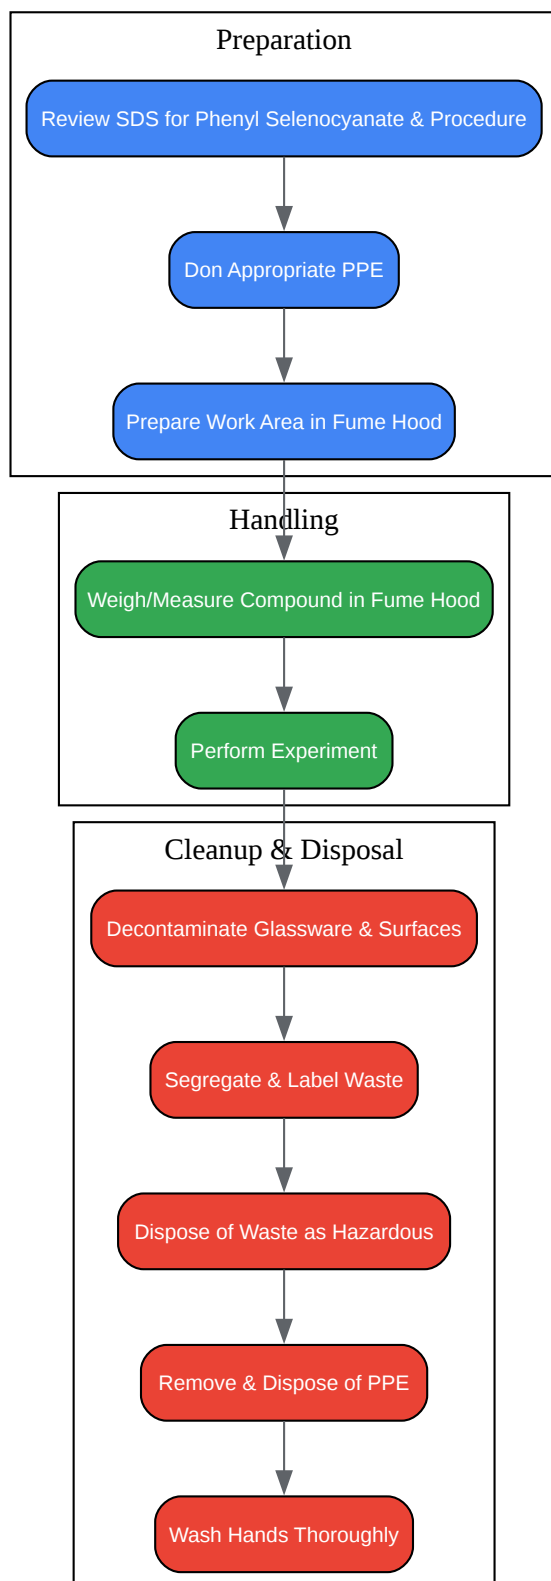 Preparation
Review SDS for Phenyl Selenocyanate & Procedure
Don Appropriate PPE
Prepare Work Area in Fume Hood
Handling
Weigh/Measure Compound in Fume Hood
Perform Experiment
Cleanup & Disposal
Decontaminate Glassware & Surfaces
Segregate & Label Waste
Dispose of Waste as Hazardous
Remove & Dispose of PPE
Wash Hands Thoroughly